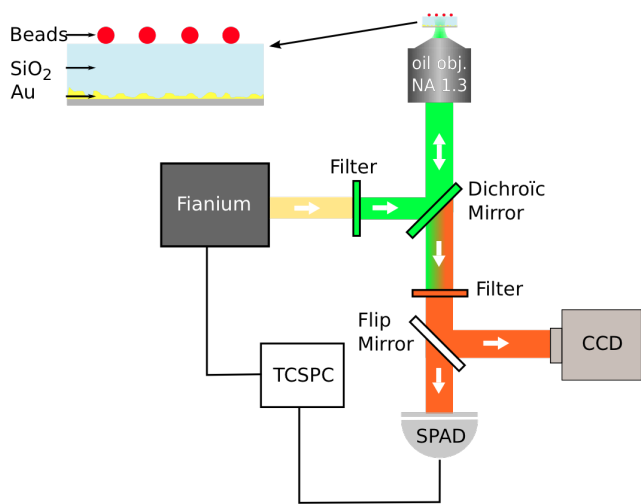 Beads
SiO2
Au
oil obj.
NA 1.3
Filter
Fianium
Dichroïc
Mirror
Filter
Flip
Mirror
CCD
TCSPC
SPAD